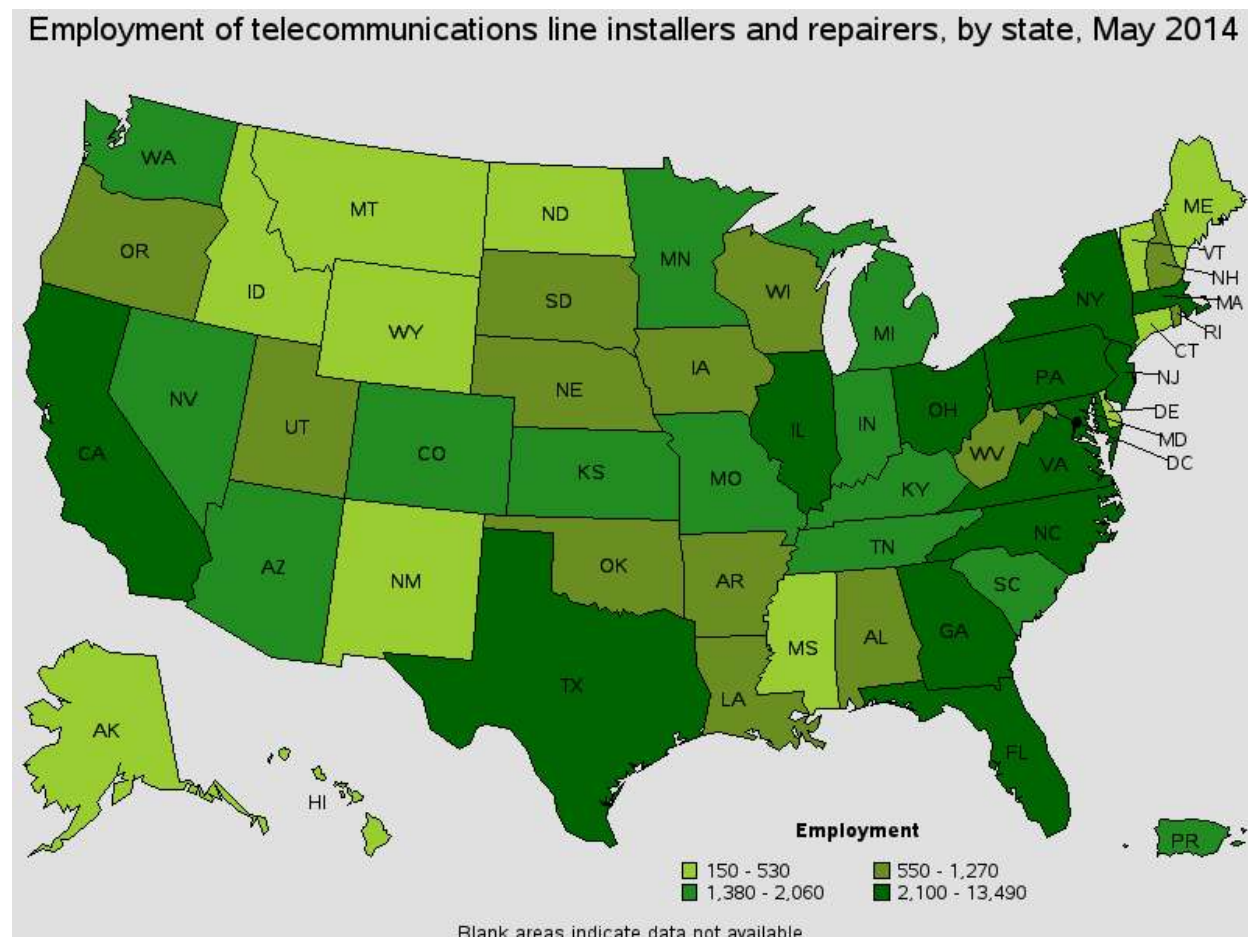 Employment of telecommunications line installers and repairers, by state, May 2014
WA
MT
ND
MN
ME
VT
NH
MA
RI
CT
OR
ID
WY
SD
WI
MI
NY
NV
UT
CO
NE
IA
IL
IN
OH
PA
NJ
DE
MD
DC
CA
AZ
NM
KS
MO
KY
WV
VA
OK
AR
TN
NC
SC
TX
LA
MS
AL
GA
FL
AK
HI
PR
Employment
150 - 530 550 - 1,270
1,380 - 2,060 2,100 - 13,490
Blank areas indicate data not available.